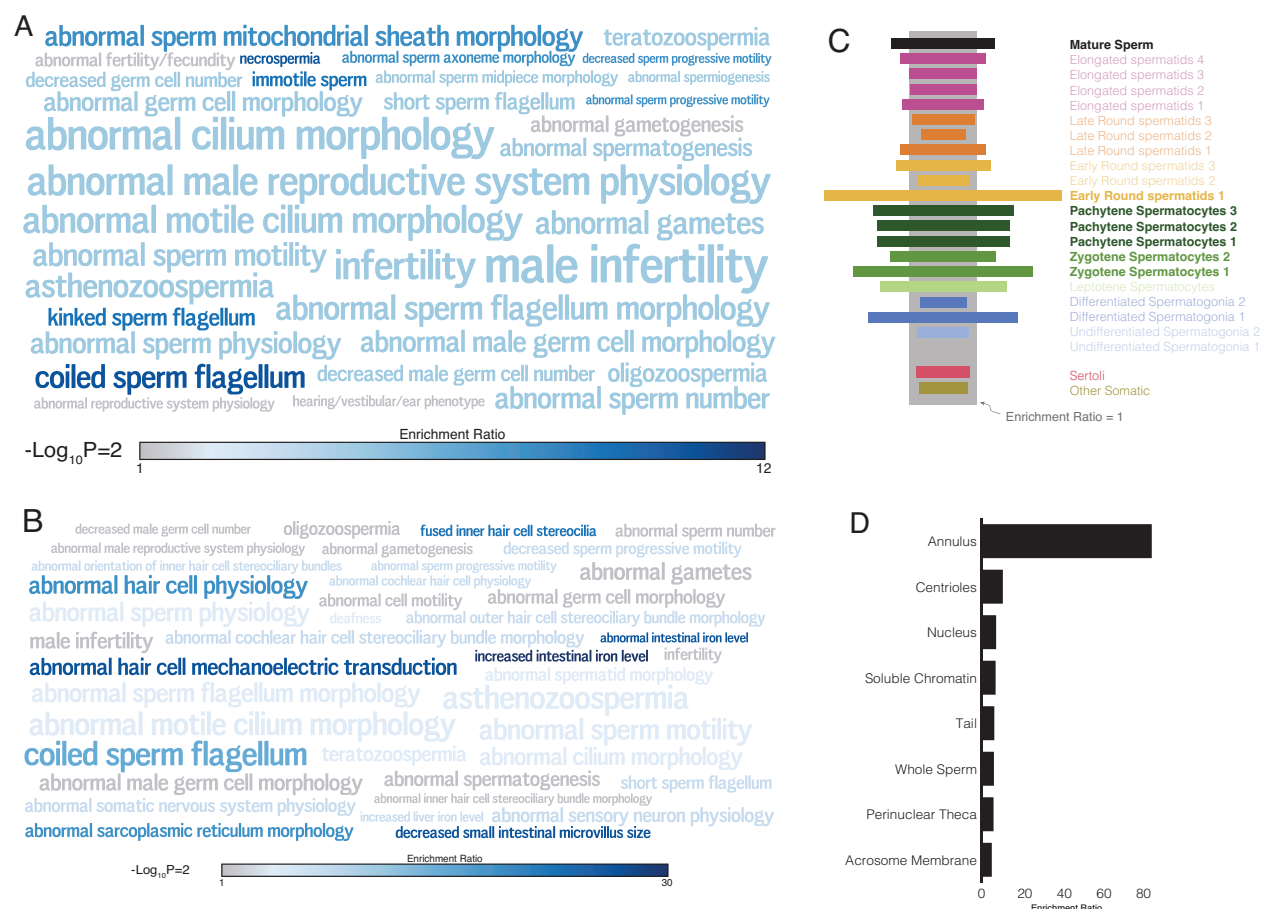 A
abnormal sperm mitochondrial sheath morphology teratozoospermia
abnormal fertility/fecundity necrospermia abnormal sperm axoneme morphology decreased sperm progressive motility
decreased germ cell number immotile sperm abnormal sperm midpiece morphology abnormal spermiogenesis
abnormal germ cell morphology short sperm flagellum abnormal sperm progressive motility
abnormal cilium morphology abnormal gametogenesis
abnormal spermatogenesis
abnormal male reproductive system physiology
abnormal motile cilium morphology abnormal gametes
abnormal sperm motility infertility male infertility
asthenozoospermia
kinked sperm flagellum abnormal sperm flagellum morphology
abnormal sperm physiology abnormal male germ cell morphology
coiled sperm flagellum decreased male germ cell number oligozoospermia
abnormal reproductive system physiology hearing/vestibular/ear phenotype abnormal sperm number
Enrichment Ratio
-Log10P=2
1 12
B
decreased male germ cell number oligozoospermia fused inner hair cell stereocilia abnormal sperm number
abnormal male reproductive system physiology abnormal gametogenesis decreased sperm progressive motility
abnormal orientation of inner hair cell stereociliary bundles abnormal sperm progressive motility abnormal gametes
abnormal hair cell physiology abnormal cochlear hair cell physiology
abnormal cell motility abnormal germ cell morphology
abnormal sperm physiology deafness abnormal outer hair cell stereociliary bundle morphology
male infertility abnormal cochlear hair cell stereociliary bundle morphology abnormal intestinal iron level
abnormal hair cell mechanoelectric transduction increased intestinal iron level infertility
abnormal spermatid morphology
abnormal sperm flagellum morphology asthenozoospermia
abnormal motile cilium morphology abnormal sperm motility
coiled sperm flagellum teratozoospermia abnormal cilium morphology
abnormal male germ cell morphology abnormal spermatogenesis short sperm flagellum
abnormal somatic nervous system physiology abnormal inner hair cell stereociliary bundle morphology
increased liver iron level abnormal sensory neuron physiology
abnormal sarcoplasmic reticulum morphology decreased small intestinal microvillus size
Enrichment Ratio
-Log10P=2
1 30
C
Mature Sperm
Elongated spermatids 4
Elongated spermatids 3
Elongated spermatids 2
Elongated spermatids 1
Late Round spermatids 3
Late Round spermatids 2
Late Round spermatids 1
Early Round spermatids 3
Early Round spermatids 2
Early Round spermatids 1
Pachytene Spermatocytes 3
Pachytene Spermatocytes 2
Pachytene Spermatocytes 1
Zygotene Spermatocytes 2
Zygotene Spermatocytes 1
Leptotene Spermatocytes
Differentiated Spermatogonia 2
Differentiated Spermatogonia 1
Undifferentiated Spermatogonia 2
Undifferentiated Spermatogonia 1
Sertoli
Other Somatic
Enrichment Ratio = 1
D
Annulus
Centrioles
Nucleus
Soluble Chromatin
Tail
Whole Sperm
Perinuclear Theca
Acrosome Membrane
0 20 40 60 80
Enrichment Ratio